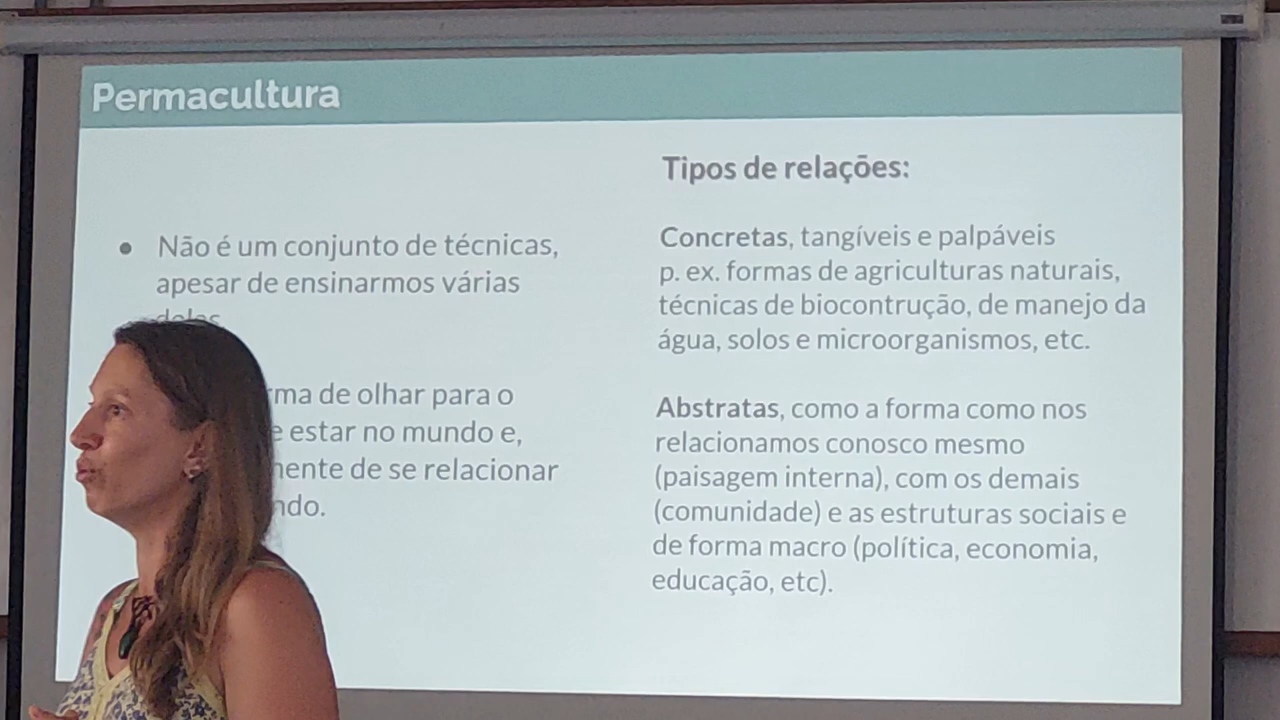 Permacultura
Não é um conjunto de técnicas,
apesar de ensinarmos várias
delas
de olhar para o
estar no mundo e,
de se relacionar
Tipos de relações:
Concretas, tangíveis e palpáveis
p. ex. formas de agriculturas naturais,
técnicas de biocontrução, de manejo da
água, solos e microorganismos, etc.
Abstratas, como a forma como nos
relacionamos conosco mesmo
(paisagem interna), com os demais
(comunidade) e as estruturas sociais e
de forma macro (política, economia,
educação, etc).